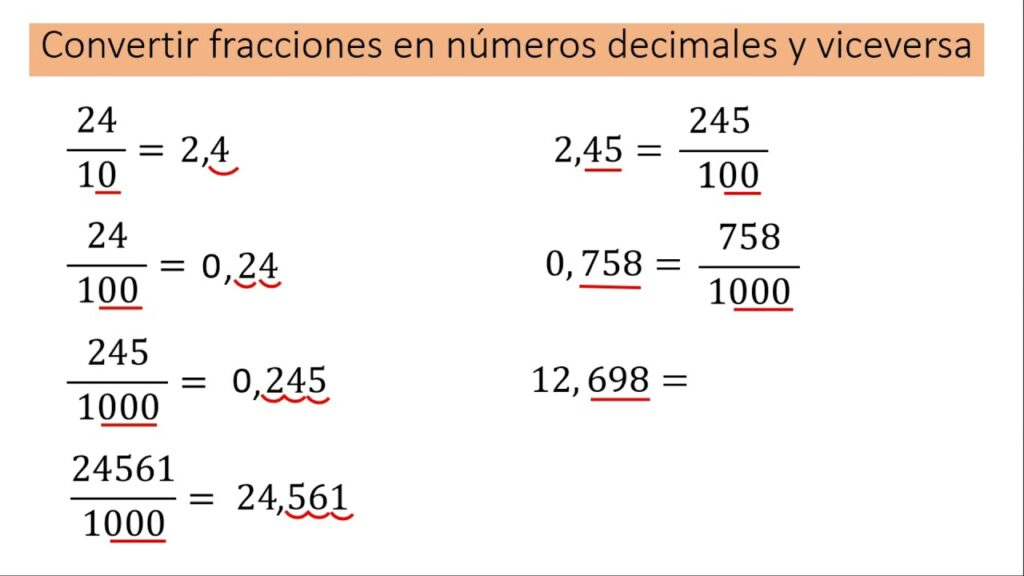 Convertir fracciones en números decimales y viceversa
24/10 = 2,4
24/100 = 0,24
245/1000 = 0,245
24561/1000 = 24,561
2,45 = 245/100
0,758 = 758/1000
12,698 =